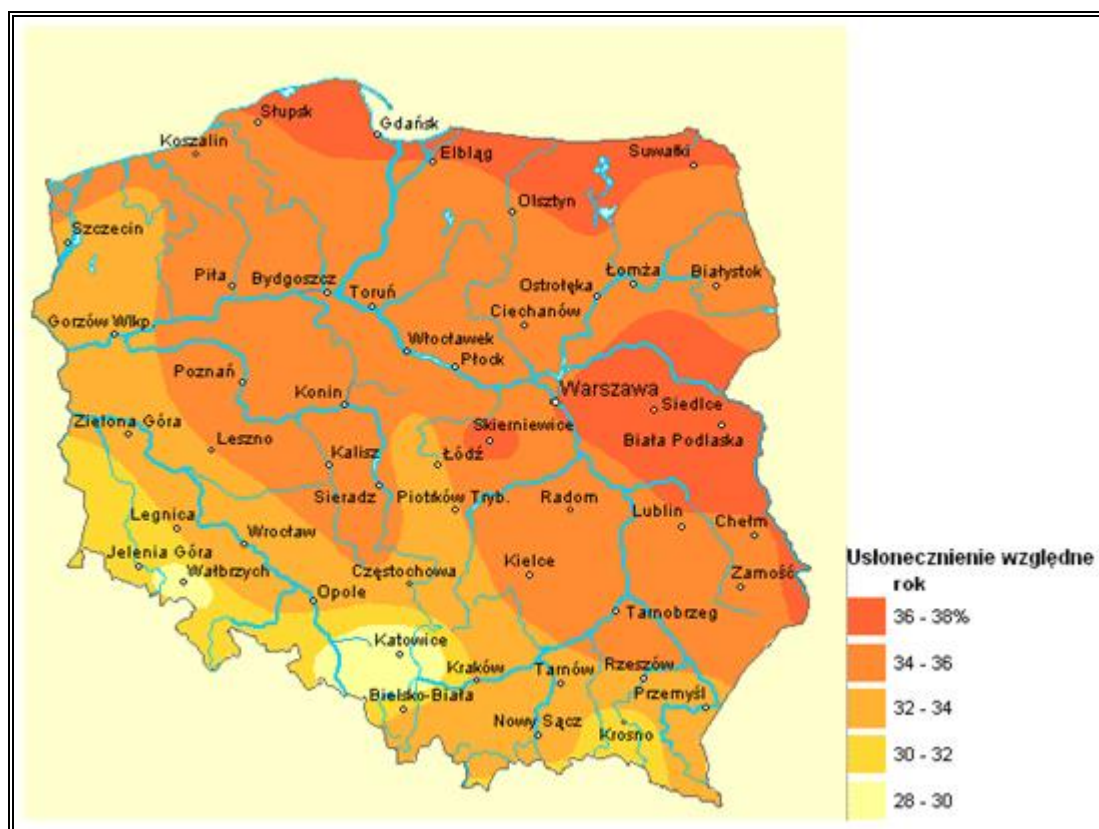 Słupsk
Gdańsk
Koszalin
Elbląg
Suwałki
Olsztyn
Szczecin
Piła
Bydgoszcz
Toruń
Ostrołęka
Łomża
Białystok
Ciechanów
Gorzów Wlkp.
Włocławek
Płock
Poznań
Konin
Warszawa
Siedlce
Zielona Góra
Leszno
Skierniewice
Biała Podlaska
Kalisz
Łódź
Sieradz
Piotrków Tryb.
Radom
Lublin
Chełm
Legnica
Wrocław
Jelenia Góra
Wałbrzych
Częstochowa
Kielce
Zamość
Opole
Tarnobrzeg
Katowice
Kraków
Tarnów
Rzeszów
Przemyśl
Bielsko-Biała
Nowy Sącz
Krosno
Usłonecznienie względne
rok
36 - 38%
34 - 36
32 - 34
30 - 32
28 - 30